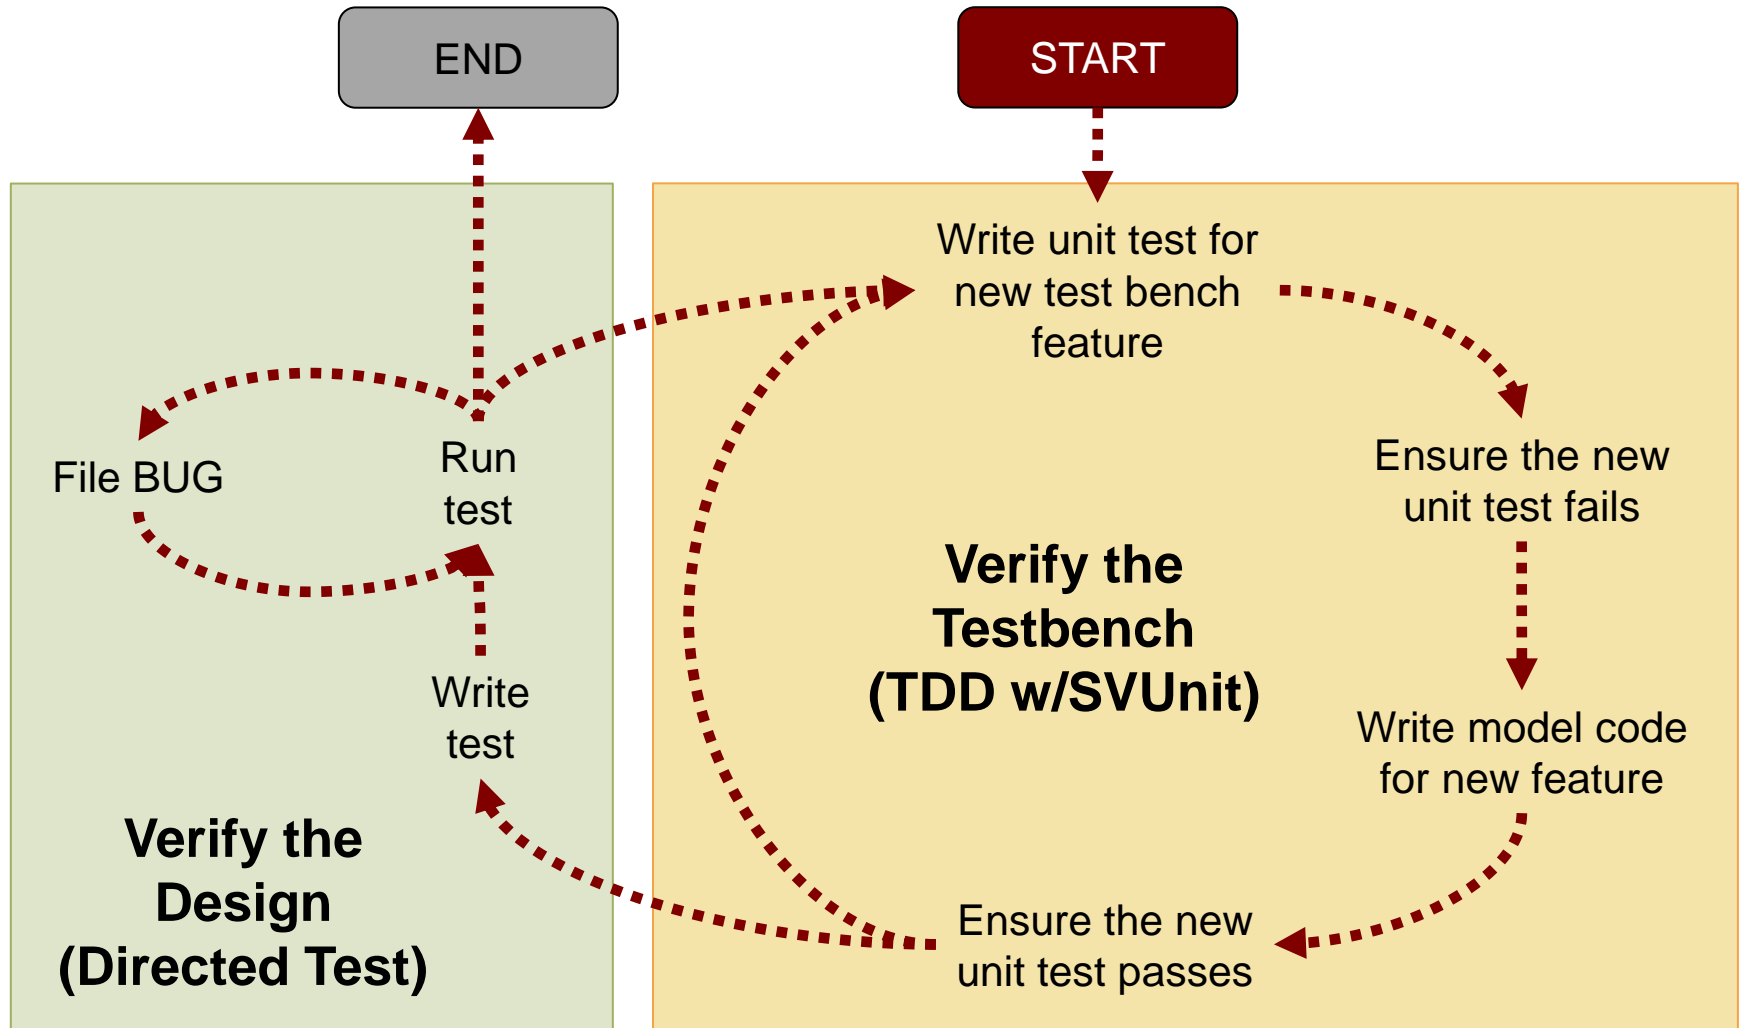 END
START
Write unit test for
new test bench
feature
File BUG
Run
test
Ensure the new
unit test fails
Verify the
Testbench
(TDD w/SVUnit)
Write
test
Write model code
for new feature
Verify the
Design
(Directed Test)
Ensure the new
unit test passes